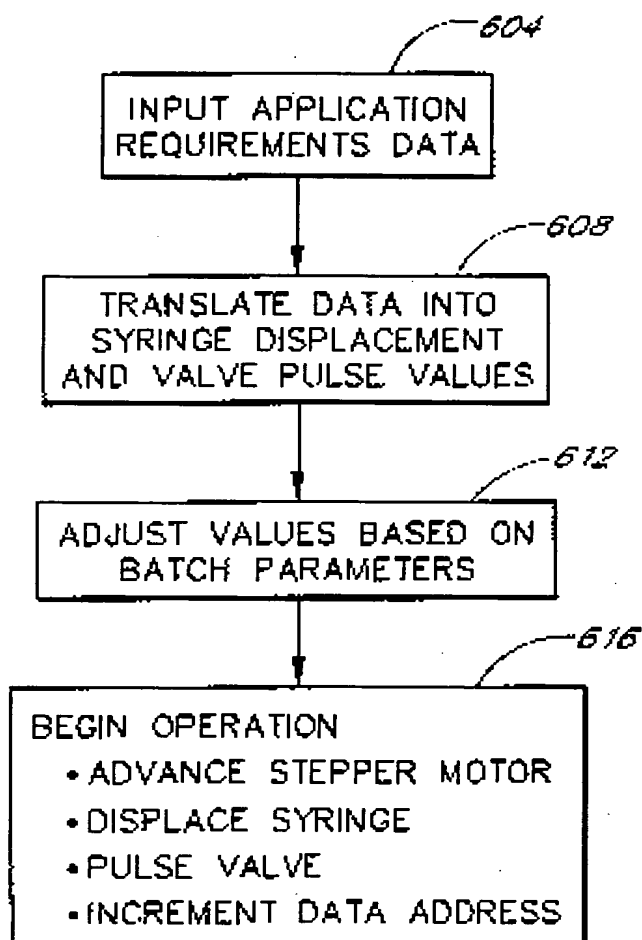 604
INPUT APPLICATION
REQUIREMENTS DATA
608
TRANSLATE DATA INTO
SYRINGE DISPLACEMENT
AND VALVE PULSE VALUES
612
ADJUST VALUES BASED ON
BATCH PARAMETERS
616
BEGIN OPERATION
• ADVANCE STEPPER MOTOR
• DISPLACE SYRINGE
• PULSE VALVE
• INCREMENT DATA ADDRESS